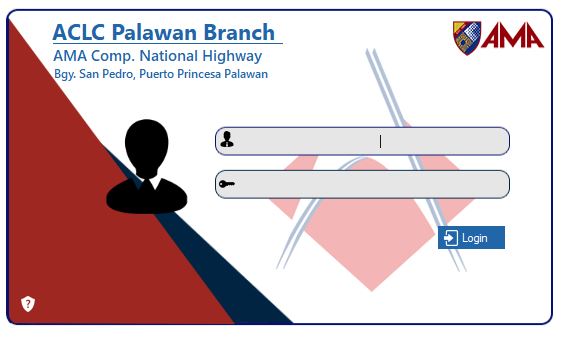 ACLC Palawan Branch
AMA Comp. National Highway
Bgy. San Pedro, Puerto Princesa Palawan
AMA
Login
?